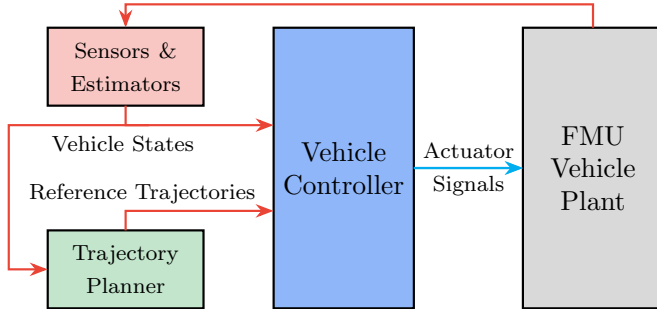 Sensors &
Estimators
Vehicle States
Reference Trajectories
Trajectory
Planner
Vehicle
Controller
Actuator
Signals
FMU
Vehicle
Plant